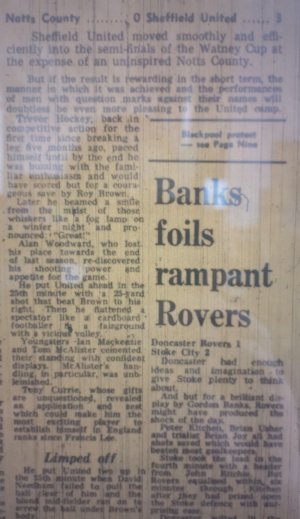 Notts County ......... 0 Sheffield United ...... 3
Sheffield United moved smoothly and effi-
ciently into the semi-finals of the Watney Cup at
the expense of an uninspired Notts County.
But if the result is rewarding in the short term, the
manner in which it was achieved and the performances
of men with question marks against their names will
doubtless be even more pleasing to the United camp.
Trevor Hockey, back in
competitive action for the
first time since breaking a
leg five months ago, paced
himself until by the end he
was buzzing with the famil-
iar enthusiasm and would
have scored but for a coura-
geous save by Roy Brown.
Later he beamed a smile
from the midst of those
whiskers like a fog lamp on
a winter night and pro-
nounced: "Great!"
Alan Woodward, who lost
his place towards the end
of last season, re-discovered
his shooting power and
appetite for the game.
He put United ahead in the
25th minute with a 25-yard
shot that beat Brown to his
right. Then he flattened a
spectator like a cardboard
footballer in a fairground
with a vicious volley.
Youngsters Ian Mackenzie
and Tom McAlister cemented
their standing with confident
displays. McAlister's han-
dling, in particular, was unb-
lemished.
Tony Currie, whose gifts
are unquestioned, revealed
an application and zest
which could make him the
most exciting player to
establish himself in England
ranks since Francis Lee.
Limped off
He put United two up in
the 55th minute when David
Needham failed to pull the
ball clear of him and the
blond midfielder ran on to
the ball under Brown's
Blackpool protest
— see Page Nine
Banks
foils
rampant
Rovers
Doncaster Rovers 1
Stoke City 2
Doncaster had enough
ideas and imagination to
give Stoke plenty to think
about.
And but for a brilliant dis-
play by Gordon Banks, Rovers
might have produced the
shock of the day.
Peter Kitchen, Brian Usher
and trialist Brian Joy all had
shots saved which would have
beaten most goalkeepers.
Stoke took the lead in the
fourth minute with a header
by John Ritchie. But
Rovers equalised within six
minutes through Kitchen
after they had prised open
the Stoke defence with sur-
prising ease.